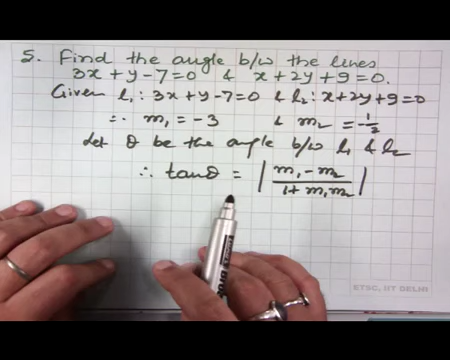 5. Find the angle b/w the lines
3x + y - 7 = 0 & x + 2y + 9 = 0.
Given l₁ : 3x + y - 7 = 0 & l₂ : x + 2y + 9 = 0
∴ m₁ = -3 & m₂ = -1/2
Let θ be the angle b/w l₁ & l₂
∴ tanθ = | (m₁ - m₂)/(1 + m₁m₂) |
ETSC, IIT DELHI